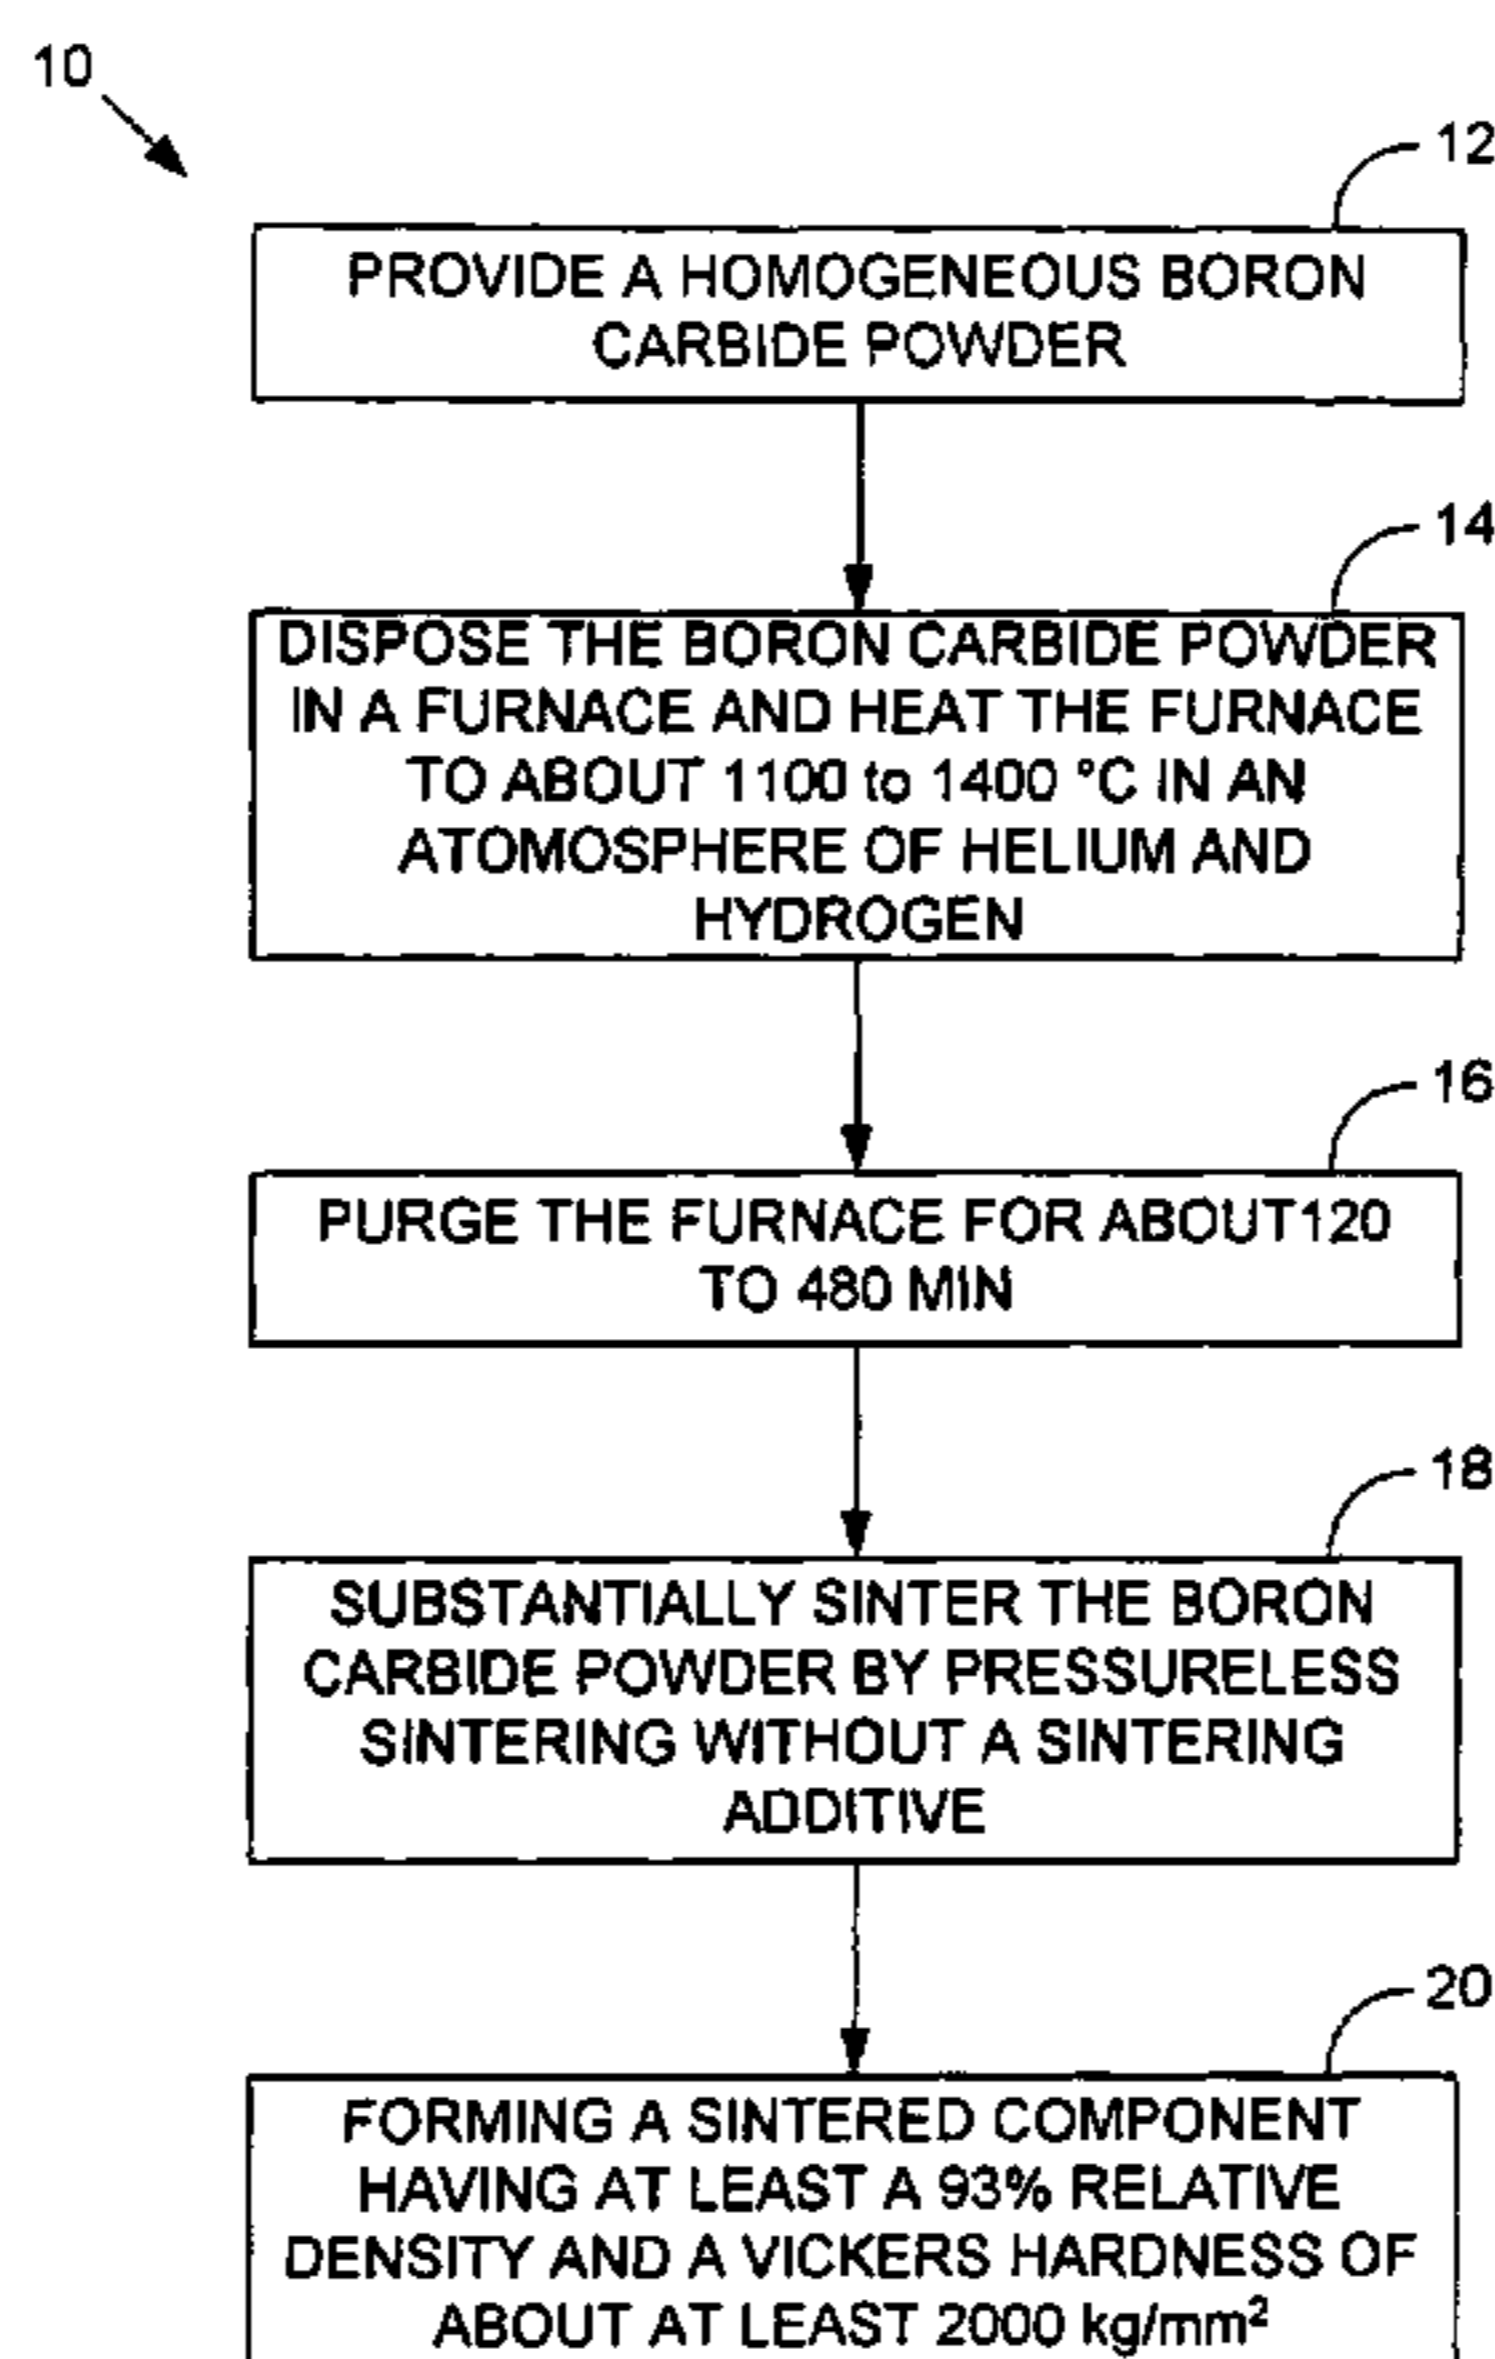 10
12
PROVIDE A HOMOGENEOUS BORON
CARBIDE POWDER
14
DISPOSE THE BORON CARBIDE POWDER
IN A FURNACE AND HEAT THE FURNACE
TO ABOUT 1100 to 1400 °C IN AN
ATOMOSPHERE OF HELIUM AND
HYDROGEN
16
PURGE THE FURNACE FOR ABOUT120
TO 480 MIN
18
SUBSTANTIALLY SINTER THE BORON
CARBIDE POWDER BY PRESSURELESS
SINTERING WITHOUT A SINTERING
ADDITIVE
20
FORMING A SINTERED COMPONENT
HAVING AT LEAST A 93% RELATIVE
DENSITY AND A VICKERS HARDNESS OF
ABOUT AT LEAST 2000 kg/mm²